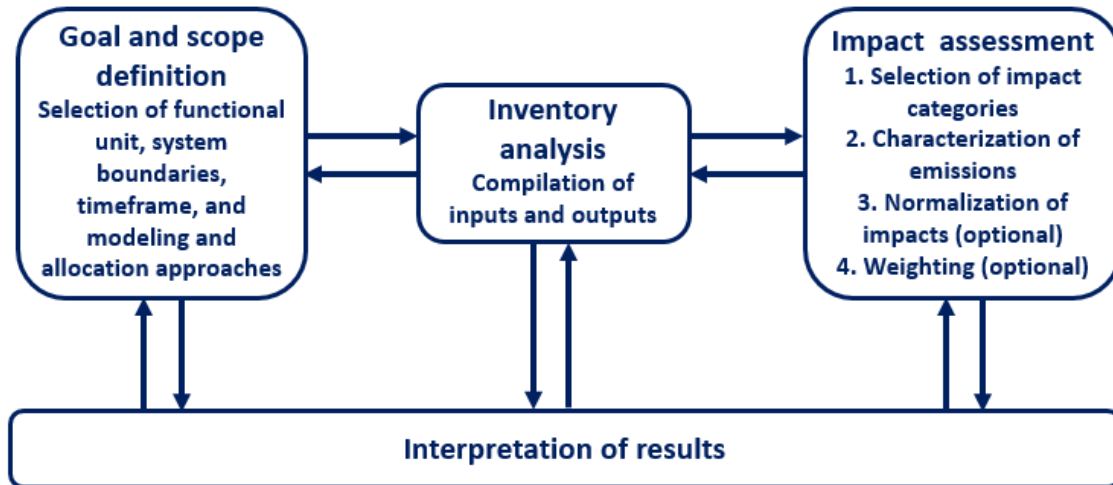 Goal and scope
definition
Selection of functional
unit, system
boundaries,
timeframe, and
modeling and
allocation approaches
Inventory
analysis
Compilation of
inputs and outputs
Impact assessment
1. Selection of impact
categories
2. Characterization of
emissions
3. Normalization of
impacts (optional)
4. Weighting (optional)
Interpretation of results